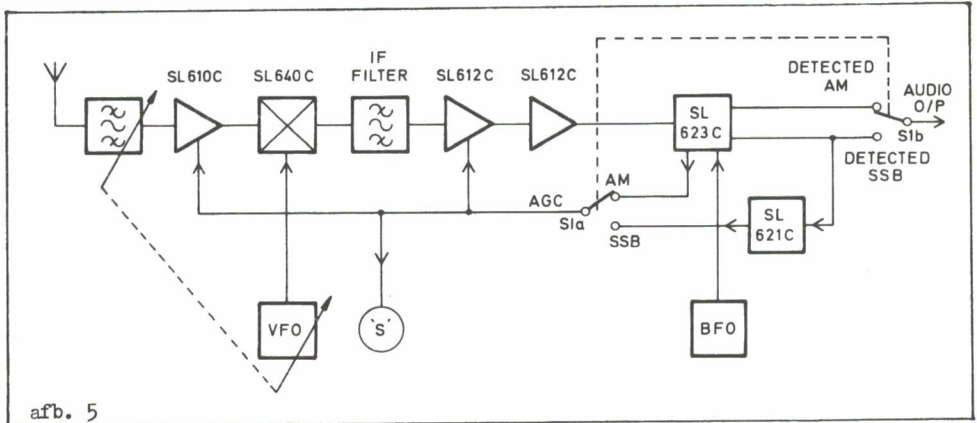 IF
FILTER
SL610C
SL640C
SL612C
SL612C
DETECTED
AM
AUDIO
O/P
SL
623C
S1b
DETECTED
SSB
AGC
AM
S1a
SSB
SL
621C
VFO
'S'
BFO
afb. 5